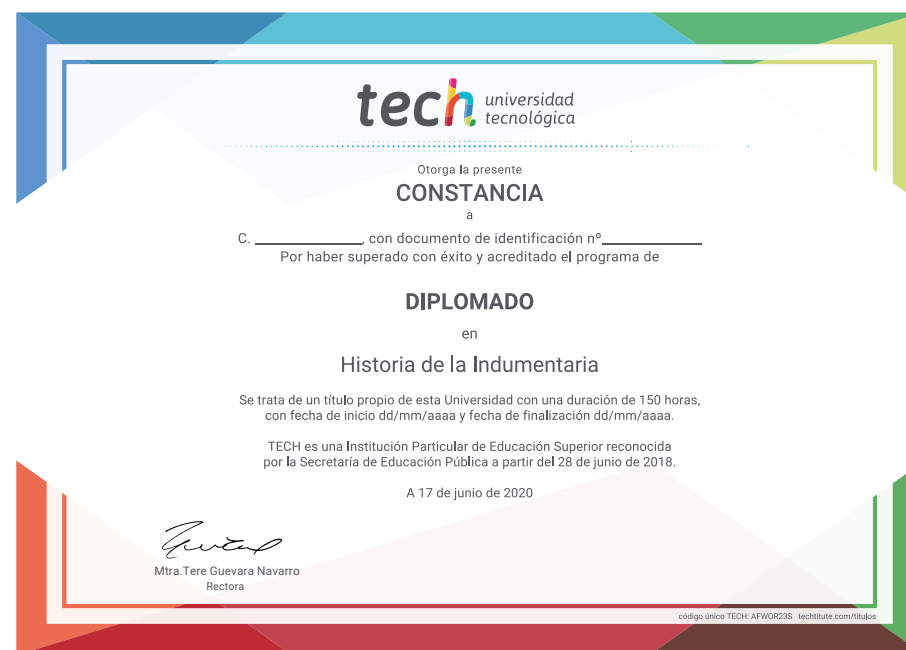 tech universidad
tecnológica
Otorga la presente
CONSTANCIA
a
C. ______________, con documento de identificación nº_____________
Por haber superado con éxito y acreditado el programa de
DIPLOMADO
en
Historia de la Indumentaria
Se trata de un título propio de esta Universidad con una duración de 150 horas,
con fecha de inicio dd/mm/aaaa y fecha de finalización dd/mm/aaaa.
TECH es una Institución Particular de Educación Superior reconocida
por la Secretaría de Educación Pública a partir del 28 de junio de 2018.
A 17 de junio de 2020
Mtra.Tere Guevara Navarro
Rectora
código único TECH: AFWOR23S techtitute.com/titulos